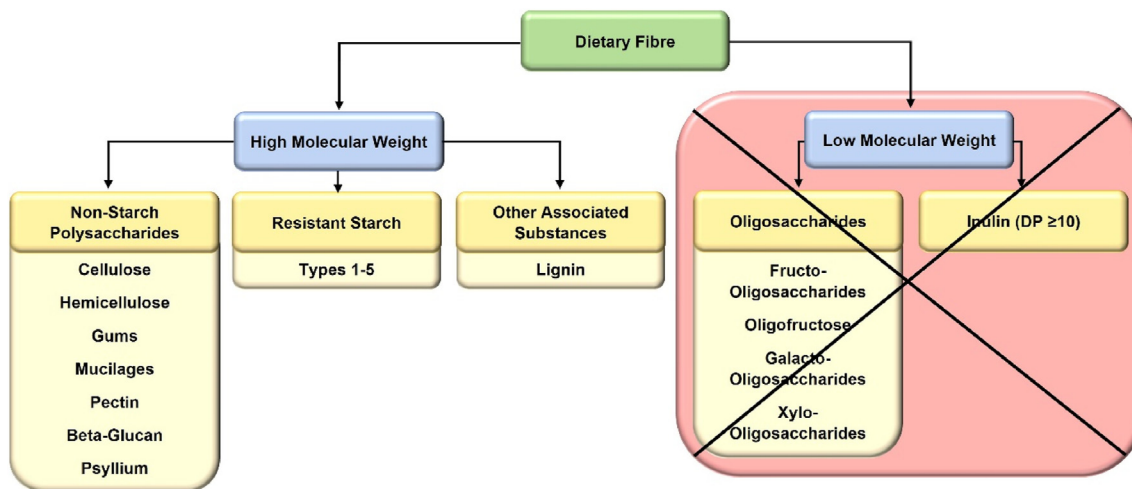 Dietary Fibre
High Molecular Weight
Low Molecular Weight
Non-Starch
Polysaccharides
Cellulose
Hemicellulose
Gums
Mucilages
Pectin
Beta-Glucan
Psyllium
Resistant Starch
Types 1-5
Other Associated
Substances
Lignin
Oligosaccharides
Fructo-
Oligosaccharides
Oligofructose
Galacto-
Oligosaccharides
Xylo-
Oligosaccharides
Inulin (DP ≥10)